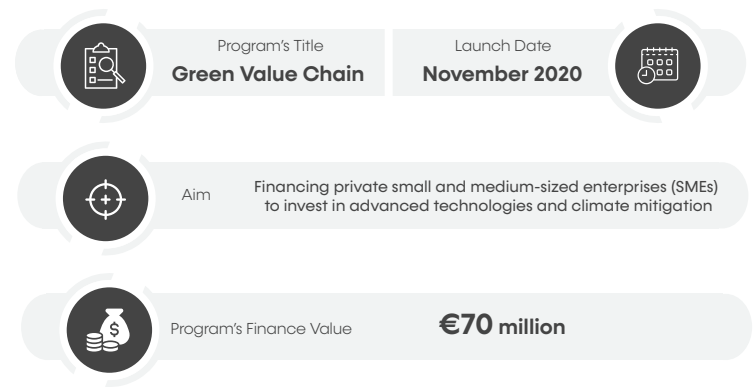 Program's Title
Green Value Chain
Launch Date
November 2020
Aim
Financing private small and medium-sized enterprises (SMEs)
to invest in advanced technologies and climate mitigation
Program's Finance Value
€70 million
$